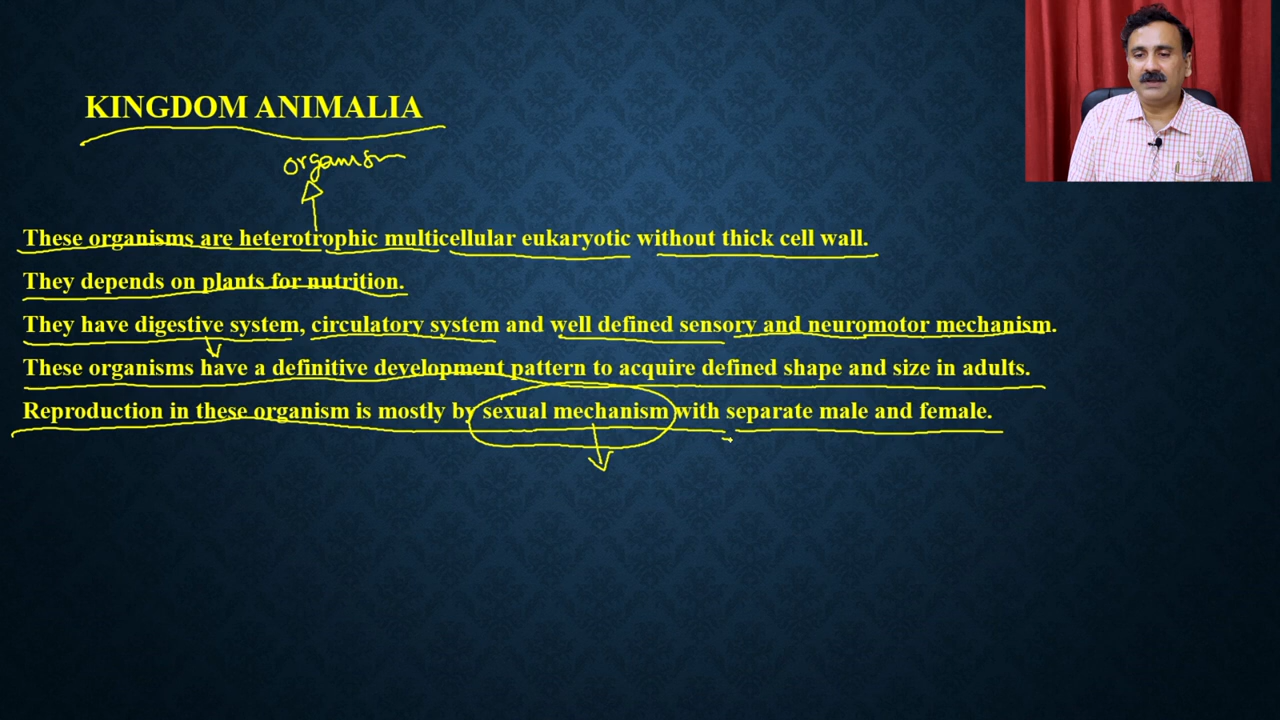 KINGDOM ANIMALIA
organism
These organisms are heterotrophic multicellular eukaryotic without thick cell wall.
They depends on plants for nutrition.
They have digestive system, circulatory system and well defined sensory and neuromotor mechanism.
These organisms have a definitive development pattern to acquire defined shape and size in adults.
Reproduction in these organism is mostly by sexual mechanism with separate male and female.